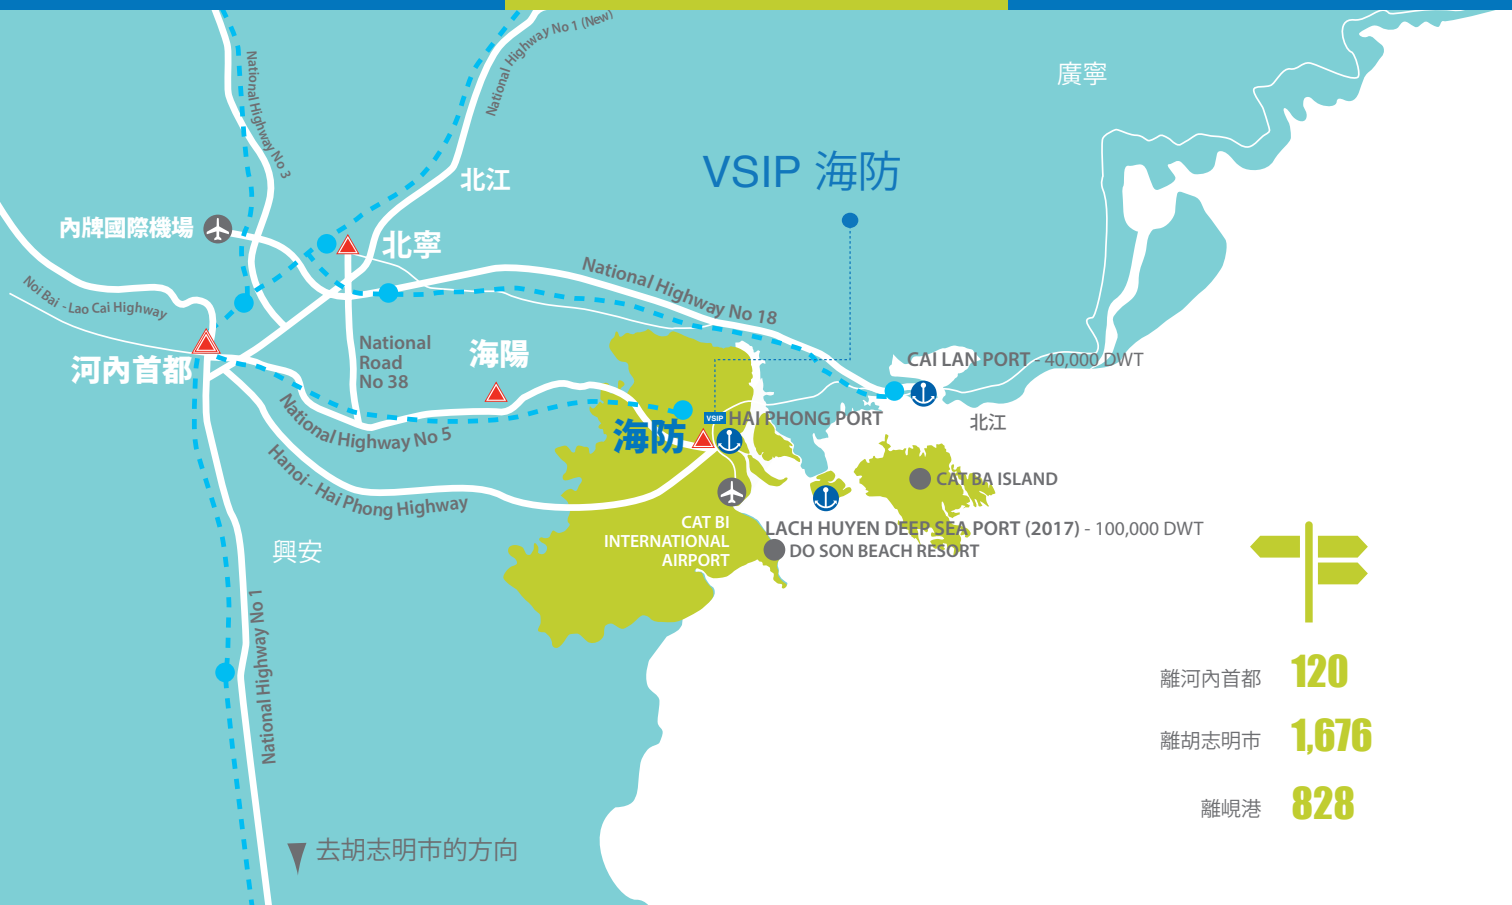 National Highway No 1 (New)
National Highway No 3
廣寧
VSIP 海防
北江
內牌國際機場
北寧
National Highway No 18
Noi Bai - Lao Cai Highway
National
Road
No 38
海陽
河內首都
CAI LAN PORT - 40,000 DWT
National Highway No 5
VSIP
HAI PHONG PORT
海防
北江
Hanoi - Hai Phong Highway
CAT BA ISLAND
CAT BI
INTERNATIONAL
AIRPORT
LACH HUYEN DEEP SEA PORT (2017) - 100,000 DWT
DO SON BEACH RESORT
興安
National Highway No 1
離河內首都 120
離胡志明市 1,676
離峴港 828
去胡志明市的方向